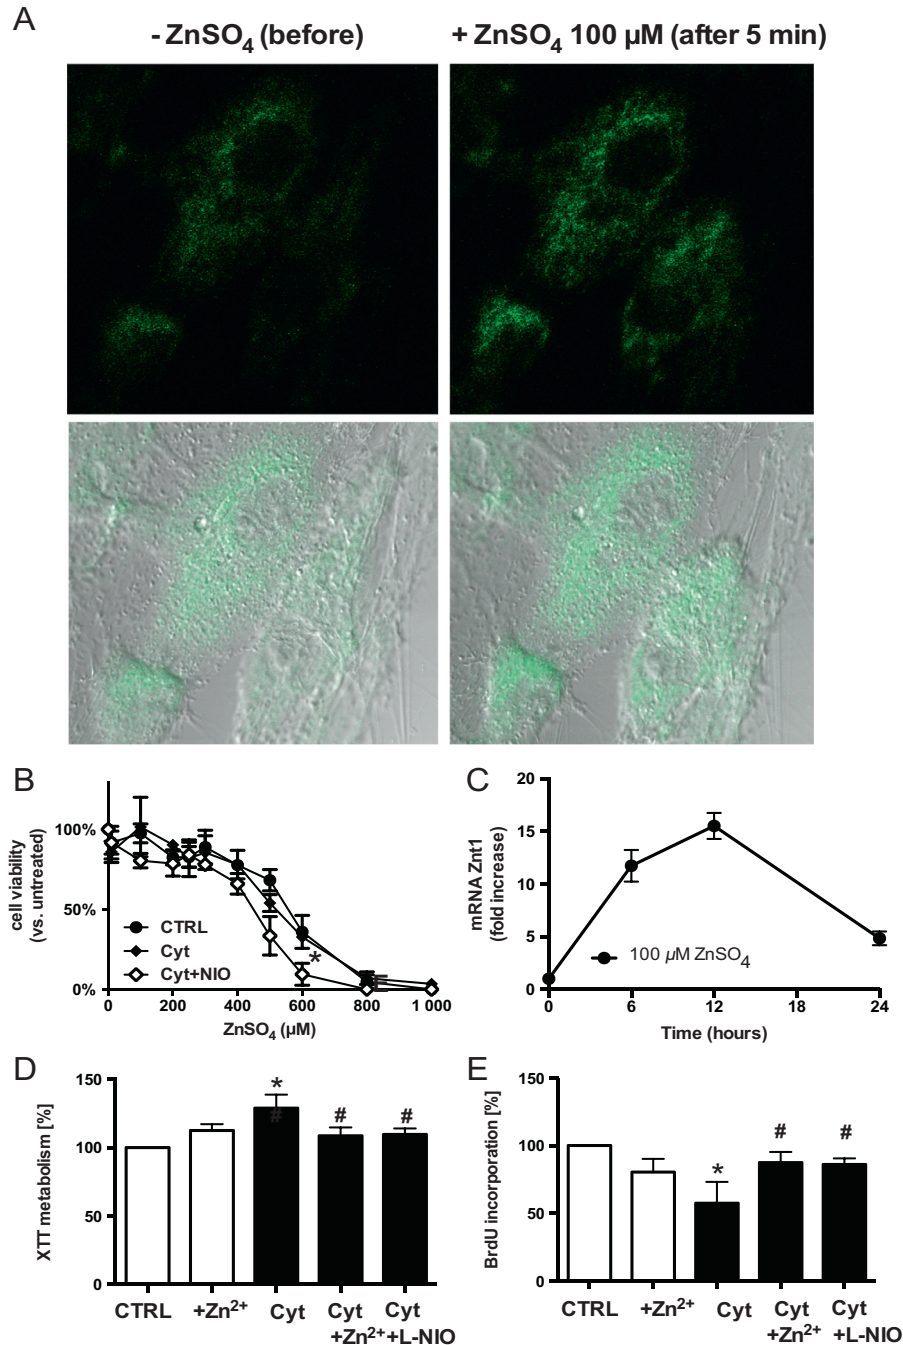 A
- ZnSO4 (before)
+ ZnSO4 100 µM (after 5 min)
B
cell viability
(vs. untreated)
100%
50%
0%
CTRL
Cyt
Cyt+NIO
*
0 200 400 600 800 1 000
ZnSO4 (µM)
C
mRNA Znt1
(fold increase)
20
15
10
5
0
100 µM ZnSO4
0 6 12 18 24
Time (hours)
D
XTT metabolism [%]
150
100
50
0
*
#
# #
CTRL +Zn2+ Cyt Cyt Cyt
+Zn2+ +L-NIO
E
BrdU incorporation [%]
150
100
50
0
*
# #
CTRL +Zn2+ Cyt Cyt Cyt
+Zn2+ +L-NIO